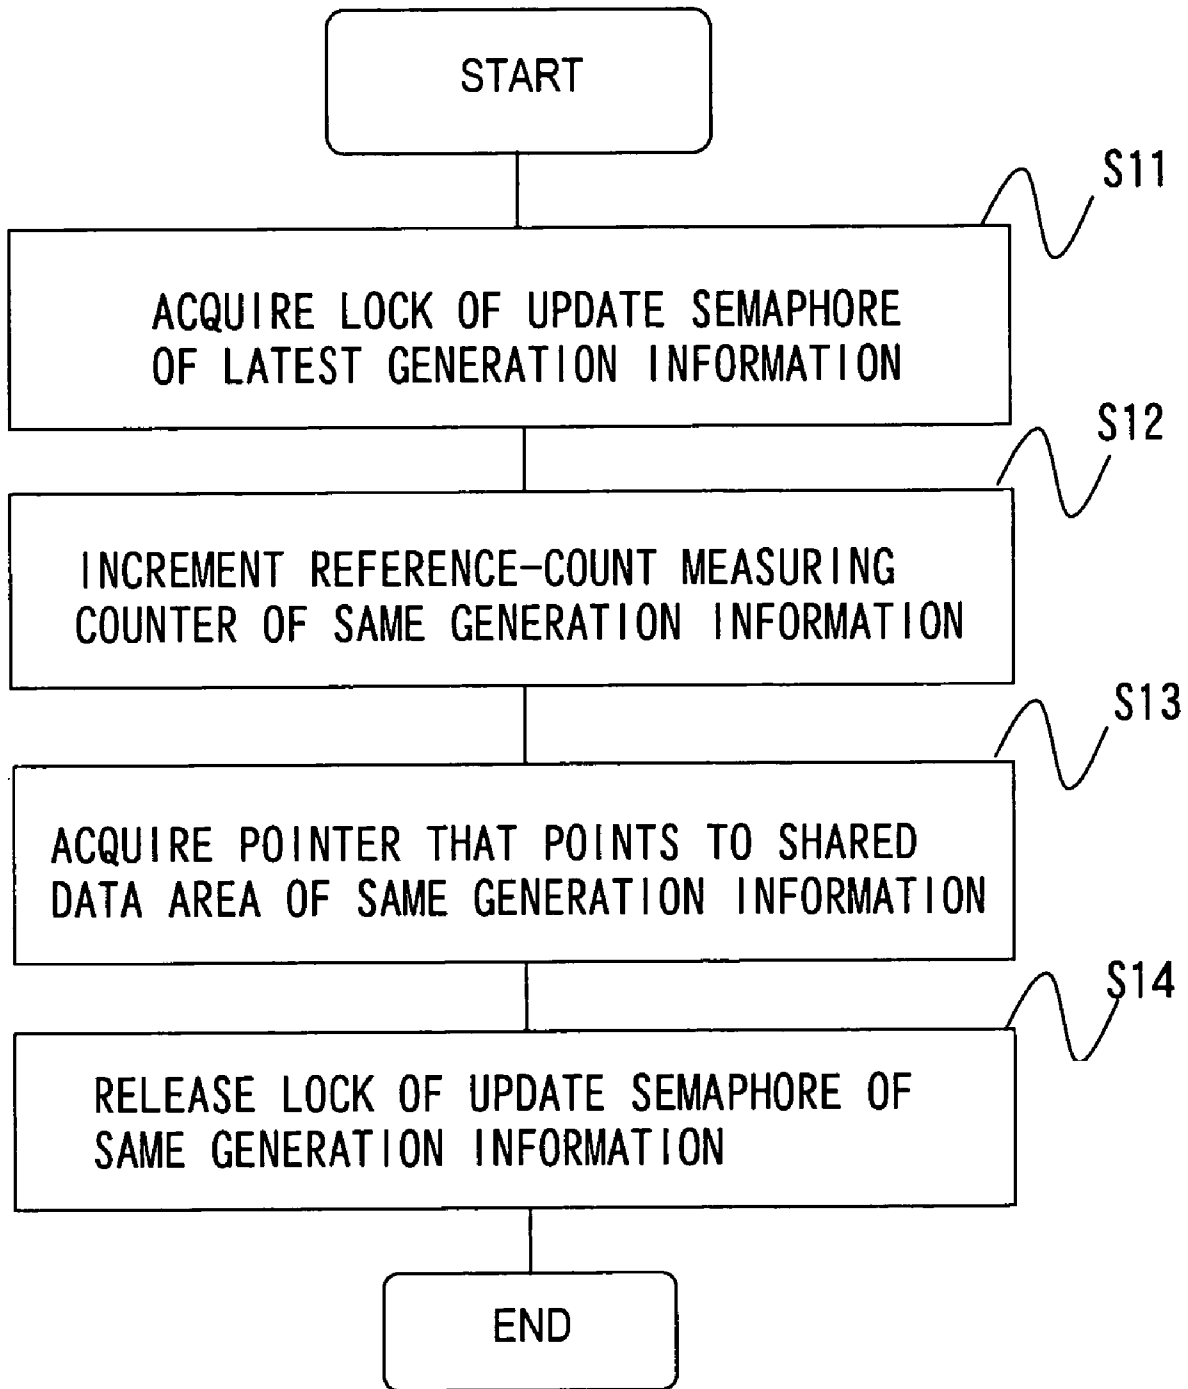 START
S11
ACQUIRE LOCK OF UPDATE SEMAPHORE
OF LATEST GENERATION INFORMATION
S12
INCREMENT REFERENCE-COUNT MEASURING
COUNTER OF SAME GENERATION INFORMATION
S13
ACQUIRE POINTER THAT POINTS TO SHARED
DATA AREA OF SAME GENERATION INFORMATION
S14
RELEASE LOCK OF UPDATE SEMAPHORE OF
SAME GENERATION INFORMATION
END